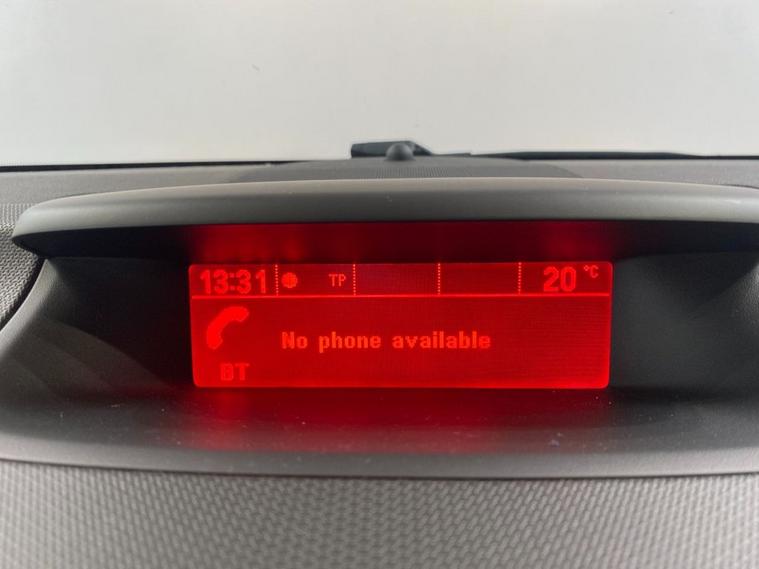 13:31 TP 20 °C
No phone available
BT